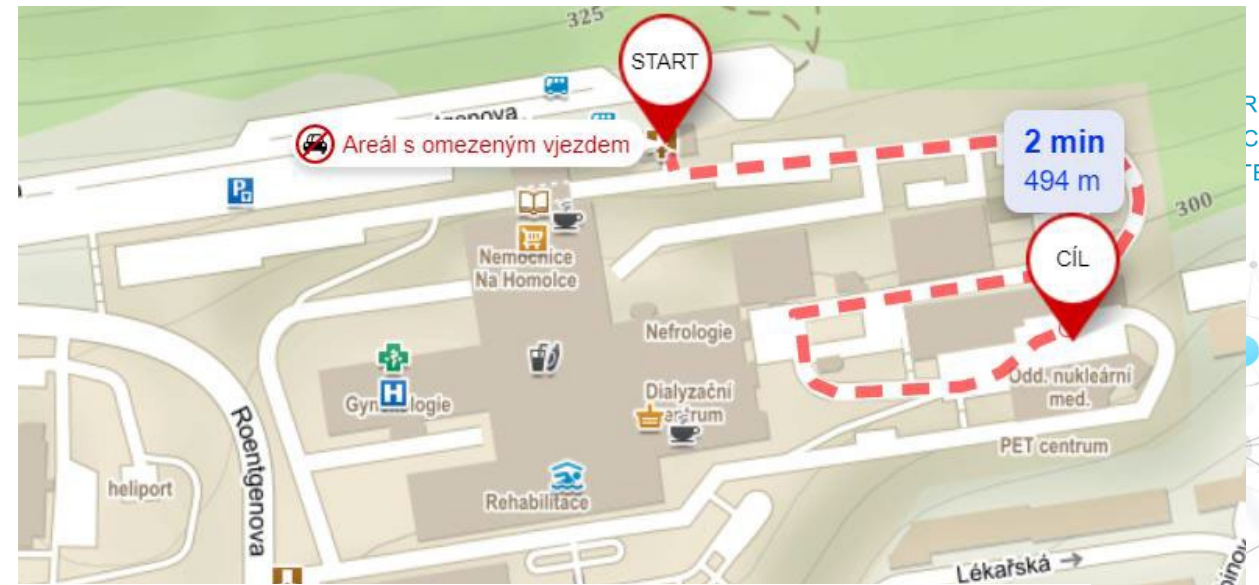 325
START
Areál s omezeným vjezdem
2 min
494 m
300
CÍL
Nemocnice
Na Homolce
Nefrologie
Dialyzační
Odd. nukleární
med.
PET centrum
Roentgenova
heliport
Rehabilitace
Lékařská →
P
H